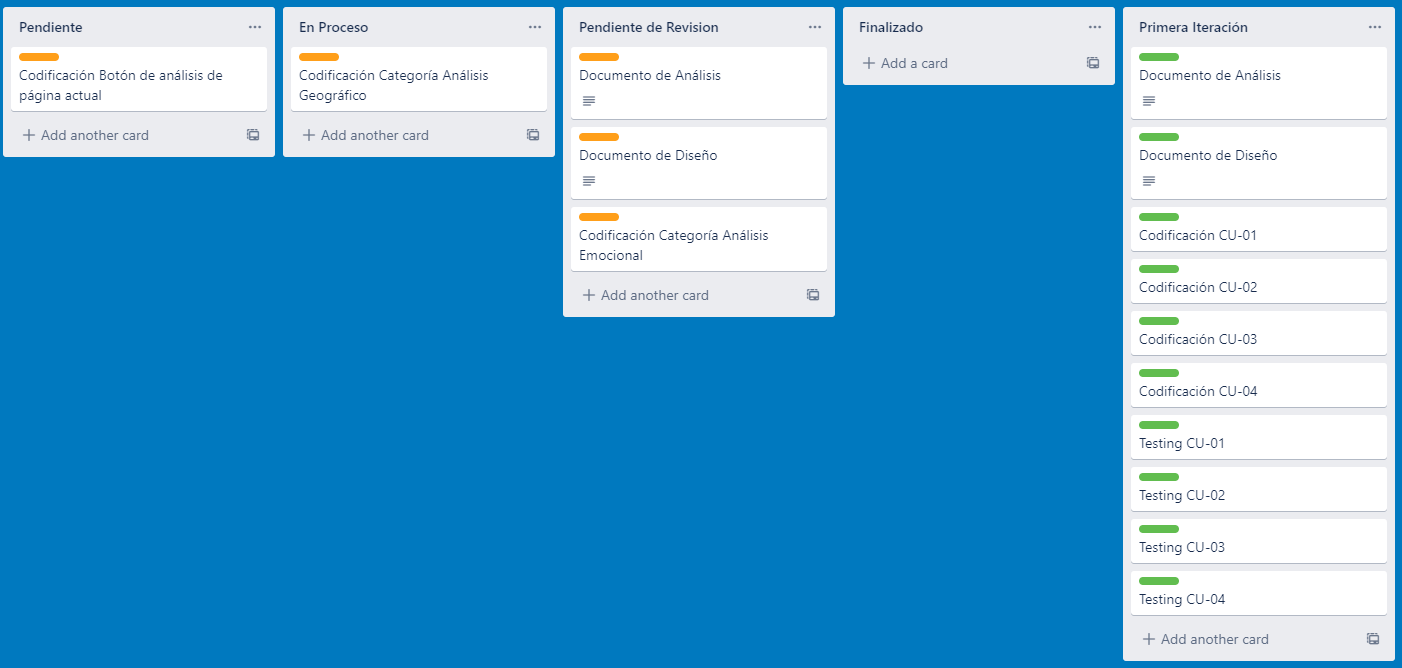 Pendiente
Codificación Botón de análisis de
página actual
Add another card
En Proceso
Codificación Categoría Análisis
Geográfico
Add another card
Pendiente de Revision
Documento de Análisis
Documento de Diseño
Codificación Categoría Análisis
Emocional
Add another card
Finalizado
Add a card
Primera Iteración
Documento de Análisis
Documento de Diseño
Codificación CU-01
Codificación CU-02
Codificación CU-03
Codificación CU-04
Testing CU-01
Testing CU-02
Testing CU-03
Testing CU-04
Add another card